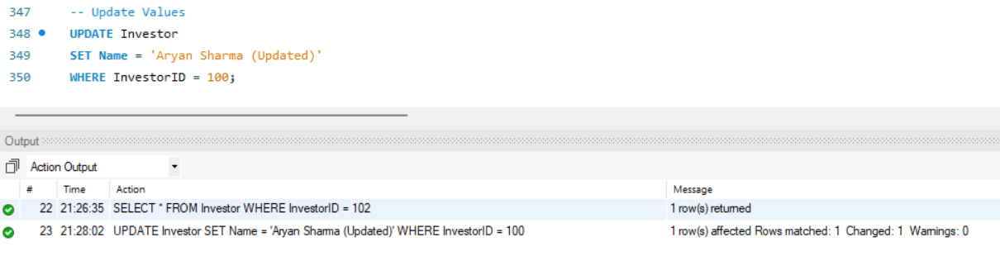 347 -- Update Values
348 UPDATE Investor
349 SET Name = 'Aryan Sharma (Updated)'
350 WHERE InvestorID = 100;
Output
Action Output
# Time Action Message
22 21:26:35 SELECT * FROM Investor WHERE InvestorID = 102 1 row(s) returned
23 21:28:02 UPDATE Investor SET Name = 'Aryan Sharma (Updated)' WHERE InvestorID = 100 1 row(s) affected Rows matched: 1 Changed: 1 Warnings: 0